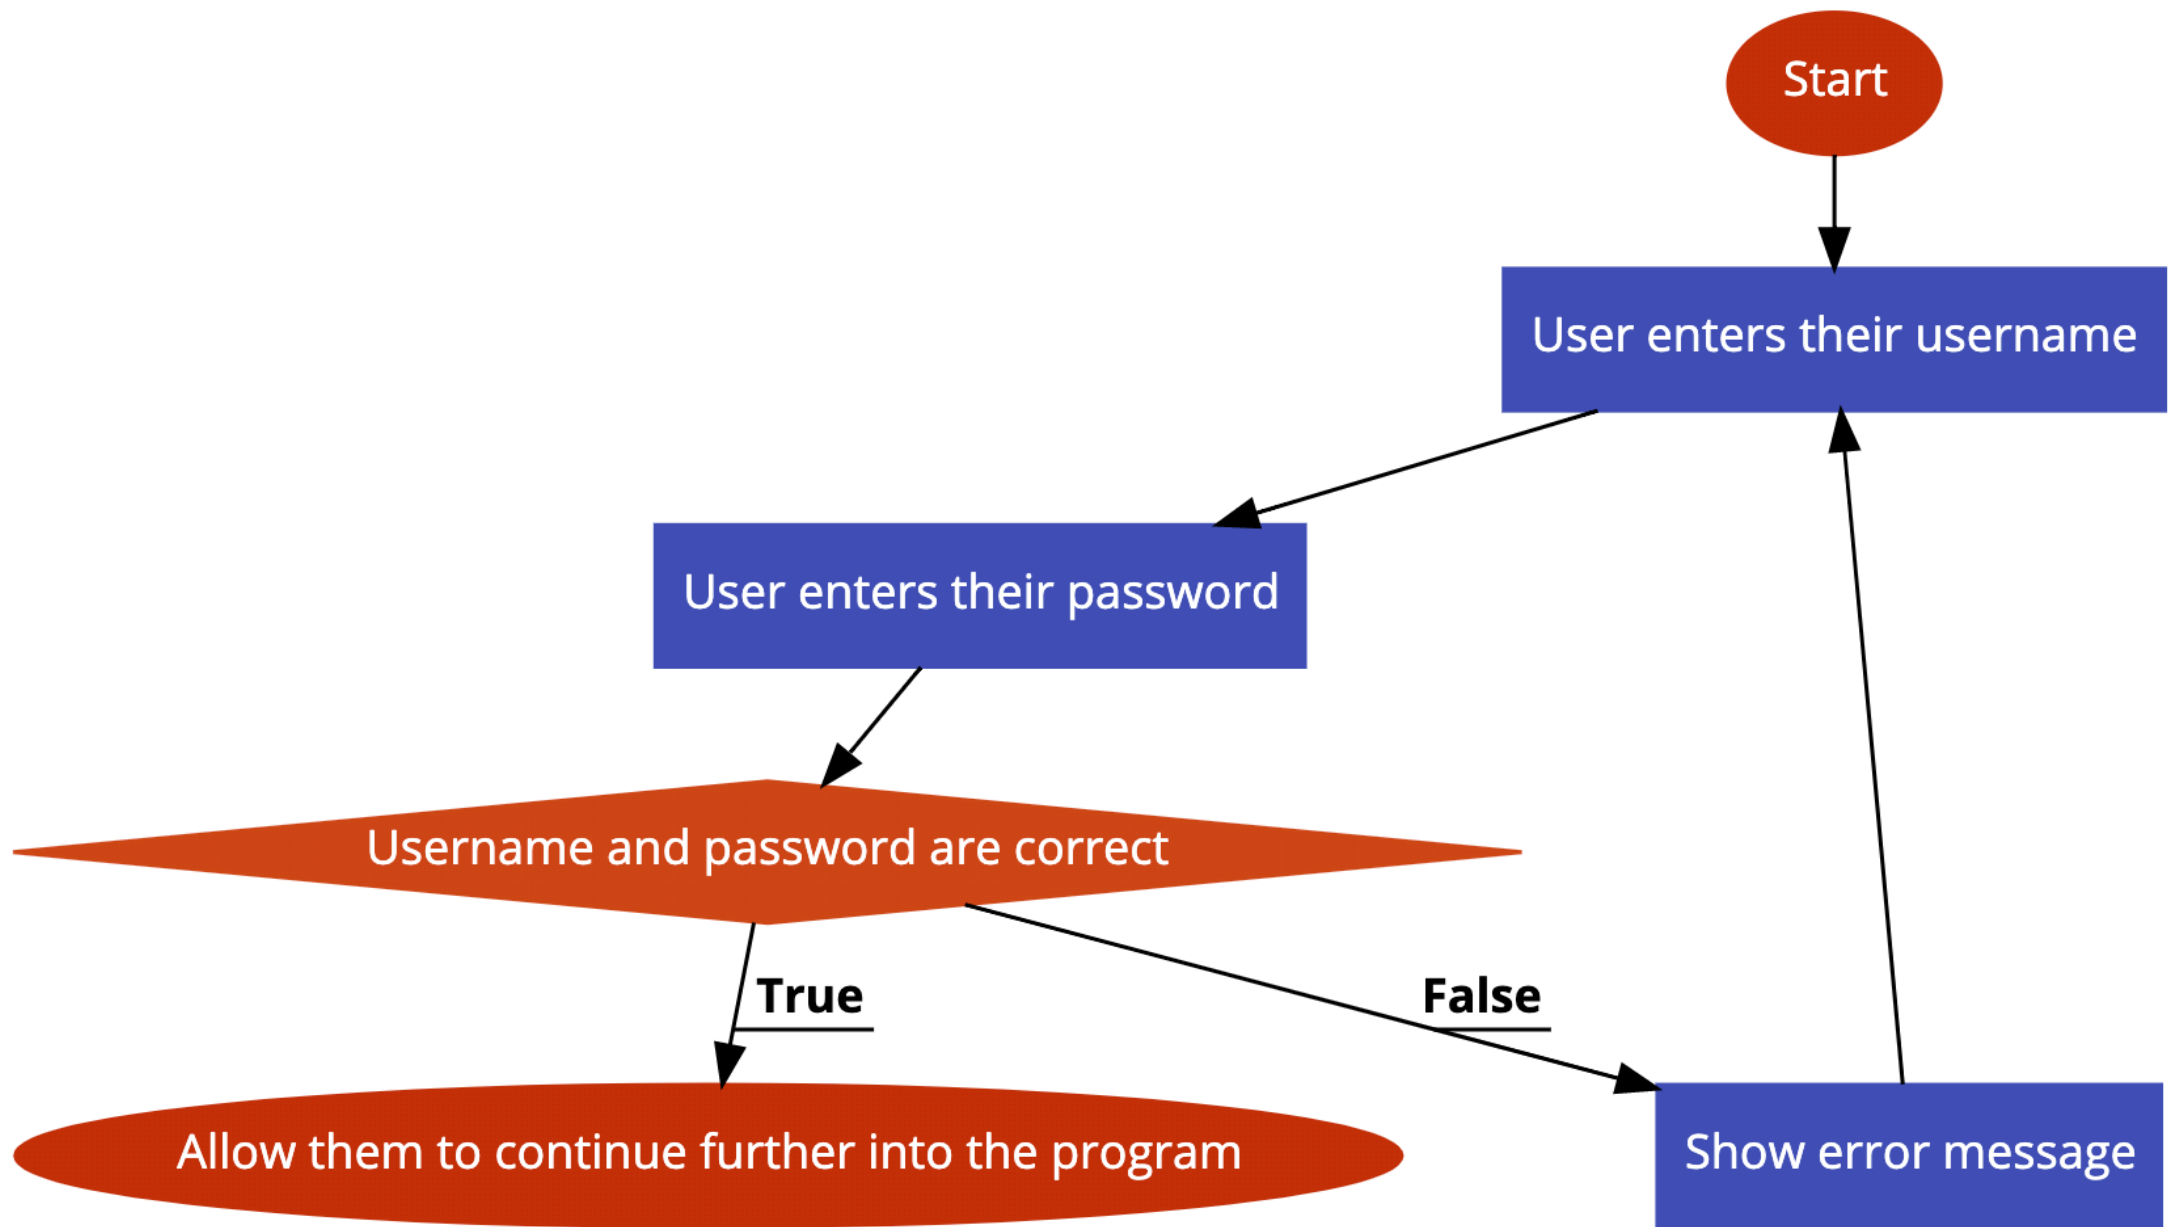 Start
User enters their username
User enters their password
Username and password are correct
True
False
Allow them to continue further into the program
Show error message